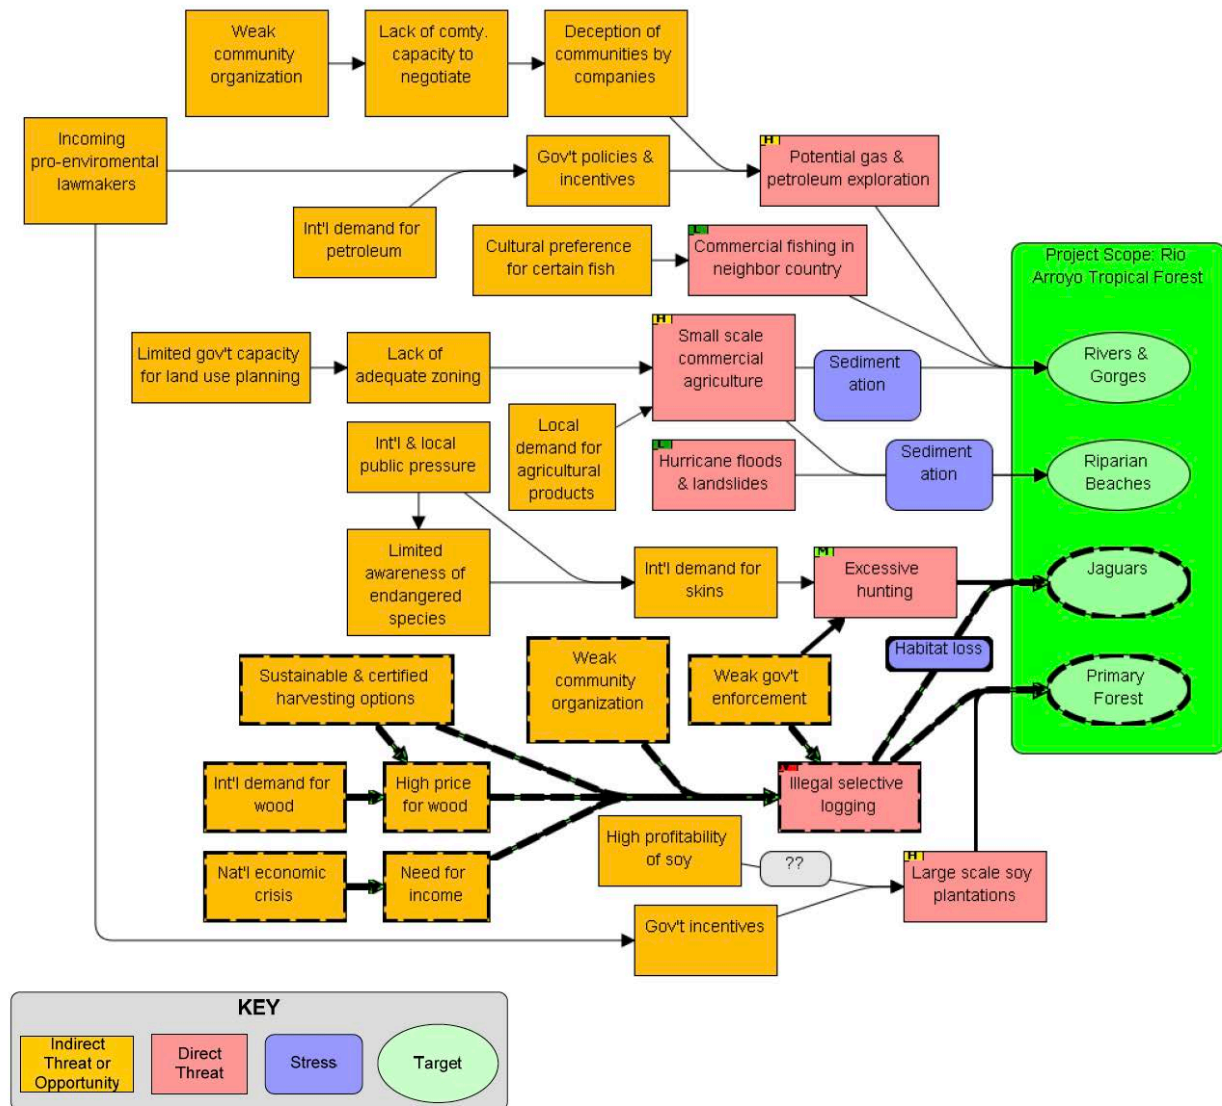 Weak
community
organization
Lack of comty.
capacity to
negotiate
Deception of
communities by
companies
Incoming
pro-enviromental
lawmakers
Gov't policies &
incentives
H
Potential gas &
petroleum exploration
Int'l demand for
petroleum
Cultural preference
for certain fish
L
Commercial fishing in
neighbor country
Project Scope: Rio
Arroyo Tropical Forest
Limited gov't capacity
for land use planning
Lack of
adequate zoning
H
Small scale
commercial
agriculture
Sediment
ation
Rivers &
Gorges
Local
demand for
agricultural
products
Int'l & local
public pressure
L
Hurricane floods
& landslides
Sediment
ation
Riparian
Beaches
Limited
awareness of
endangered
species
Int'l demand for
skins
M
Excessive
hunting
Jaguars
Habitat loss
Sustainable & certified
harvesting options
Weak
community
organization
Weak gov't
enforcement
Primary
Forest
Int'l demand for
wood
High price
for wood
Illegal selective
logging
Nat'l economic
crisis
Need for
income
High profitability
of soy
??
H
Large scale soy
plantations
Gov't incentives
KEY
Indirect
Threat or
Opportunity
Direct
Threat
Stress
Target